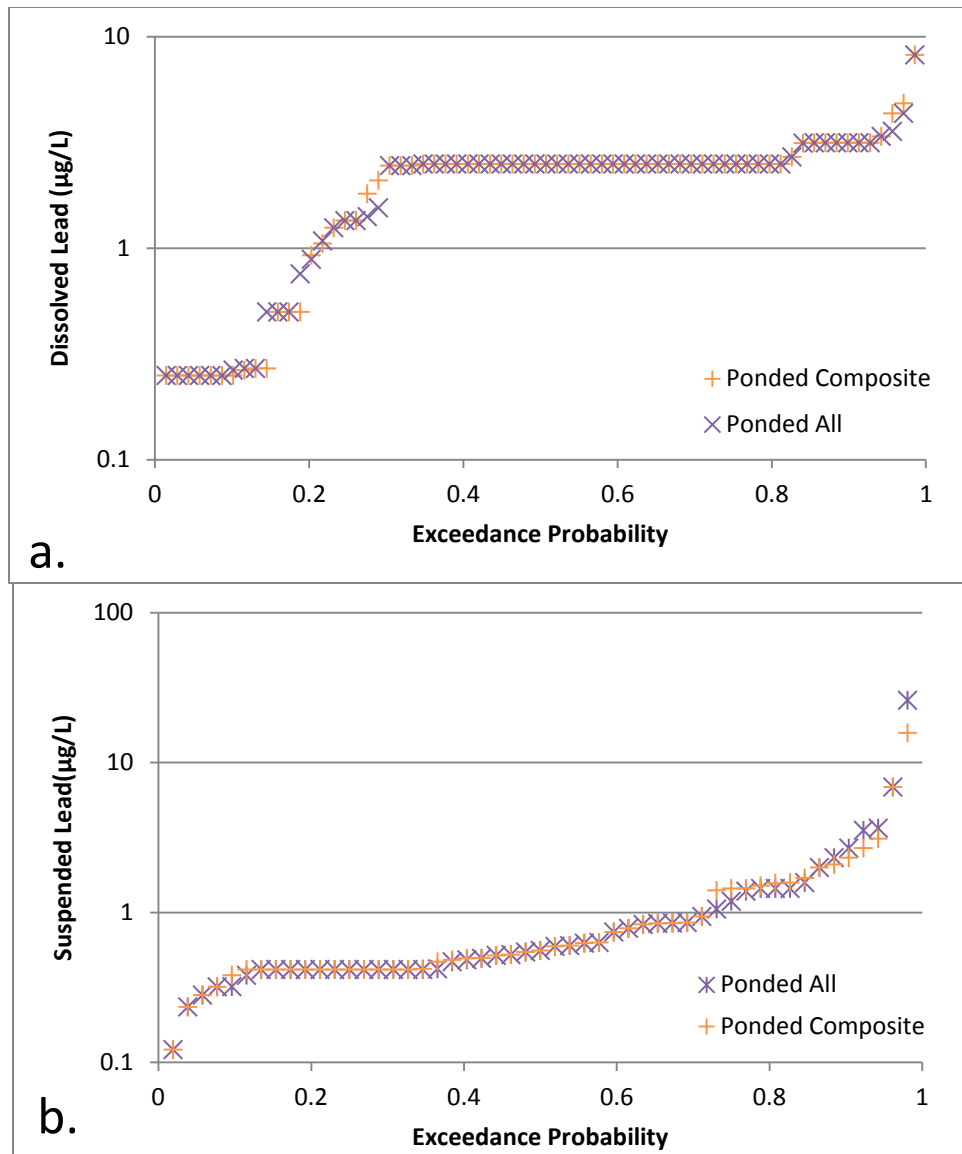 10
1
0.1
Dissolved Lead (µg/L)
Ponded Composite
Ponded All
0 0.2 0.4 0.6 0.8 1
Exceedance Probability
a.
100
10
1
0.1
Suspended Lead(µg/L)
Ponded All
Ponded Composite
0 0.2 0.4 0.6 0.8 1
Exceedance Probability
b.